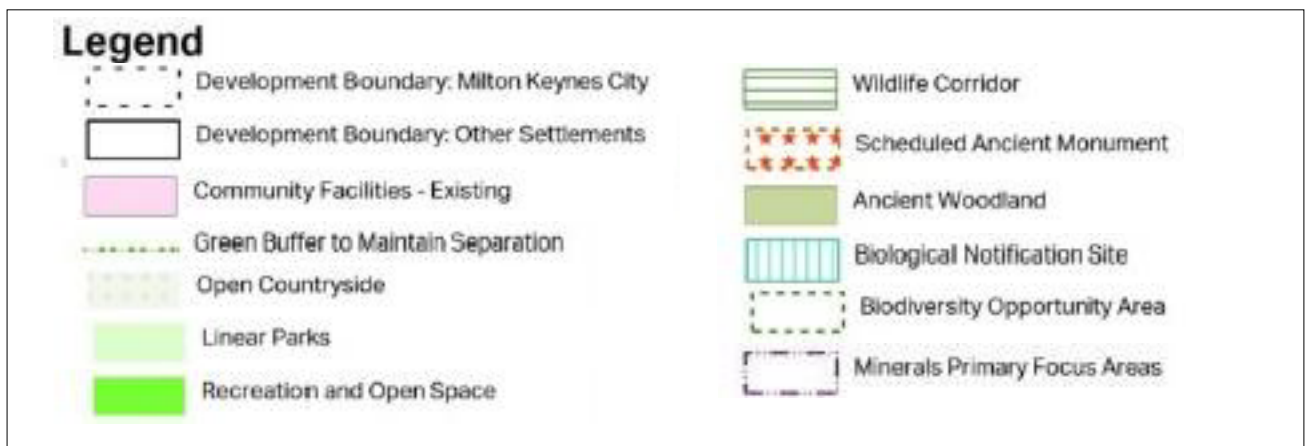 Legend
Development Boundary: Milton Keynes City
Development Boundary: Other Settlements
Community Facilities - Existing
Green Buffer to Maintain Separation
Open Countryside
Linear Parks
Recreation and Open Space
Wildlife Corridor
Scheduled Ancient Monument
Ancient Woodland
Biological Notification Site
Biodiversity Opportunity Area
Minerals Primary Focus Areas